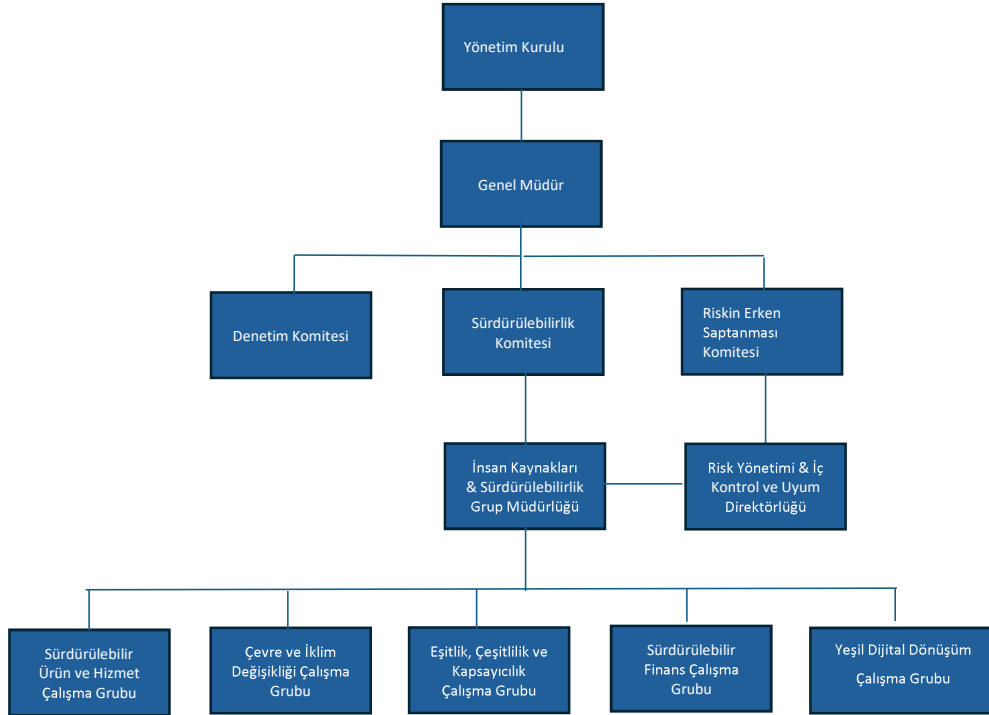 Yönetim Kurulu
Genel Müdür
Denetim Komitesi
Sürdürülebilirlik
Komitesi
Riskin Erken
Saptanması
Komitesi
İnsan Kaynakları
& Sürdürülebilirlik
Grup Müdürlüğü
Risk Yönetimi & İç
Kontrol ve Uyum
Direktörlüğü
Sürdürülebilir
Ürün ve Hizmet
Çalışma Grubu
Çevre ve İklim
Değişikliği Çalışma
Grubu
Eşitlik, Çeşitlilik ve
Kapsayıcılık
Çalışma Grubu
Sürdürülebilir
Finans Çalışma
Grubu
Yeşil Dijital Dönüşüm
Çalışma Grubu